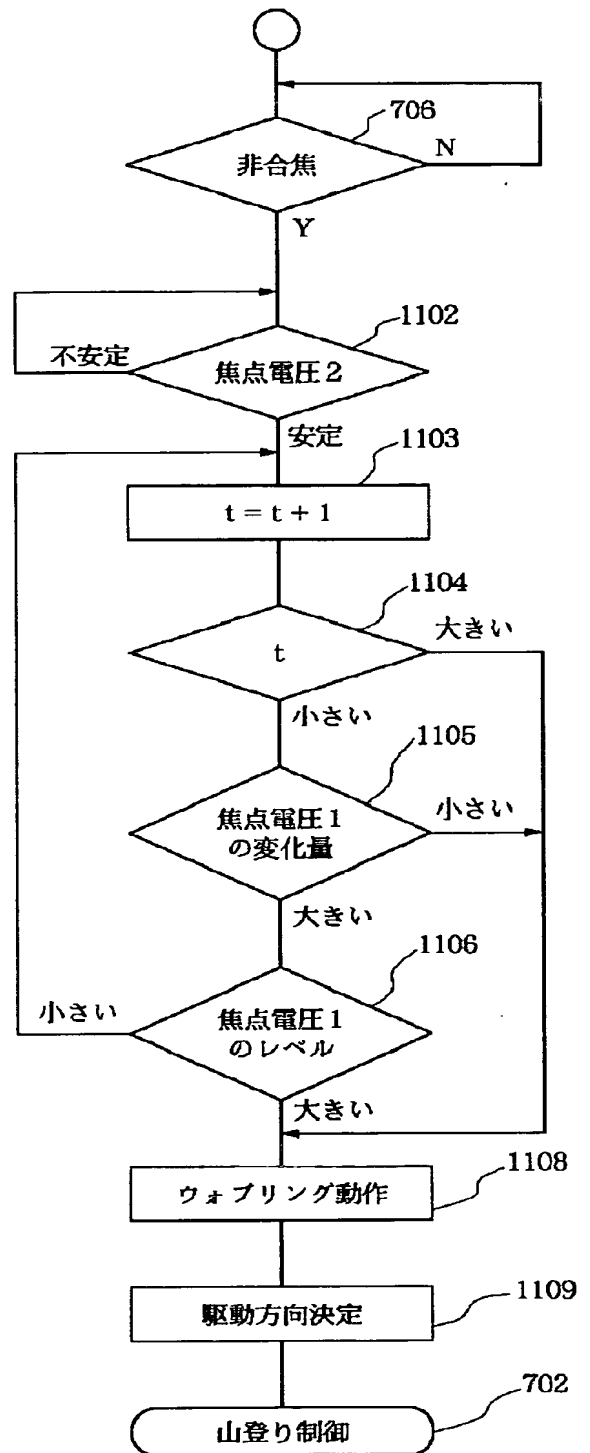 706
非合焦
N
Y
1102
不安定
焦点電圧2
安定
1103
t = t + 1
1104
大きい
t
小さい
1105
焦点電圧1
の変化量
小さい
大きい
1106
小さい
焦点電圧1
のレベル
大きい
1108
ウォブリング動作
1109
駆動方向決定
702
山登り制御